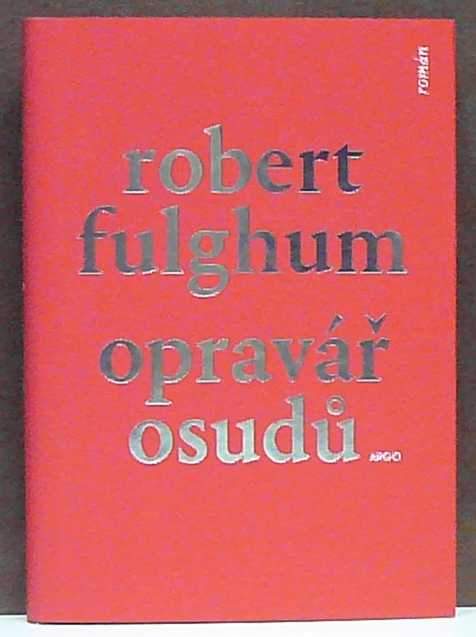 román
robert
fulghum
opravář
osudů
ARGO